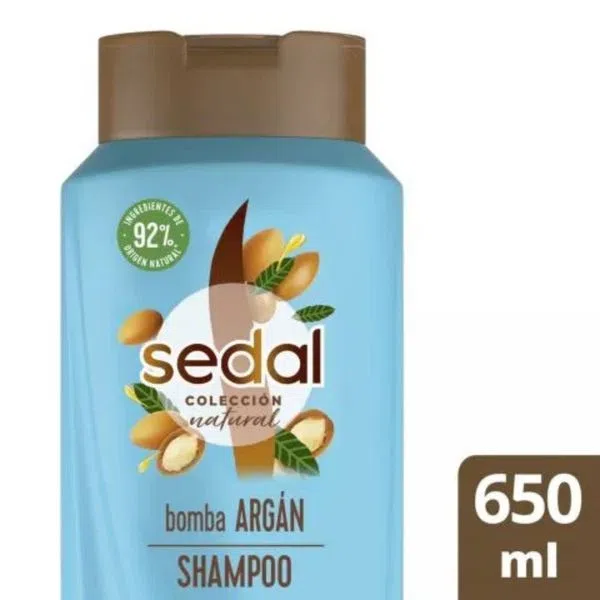 INGREDIENTES DE
92%
ORIGEN NATURAL*
sedal
COLECCIÓN
natural
bomba ARGÁN
SHAMPOO
650
ml